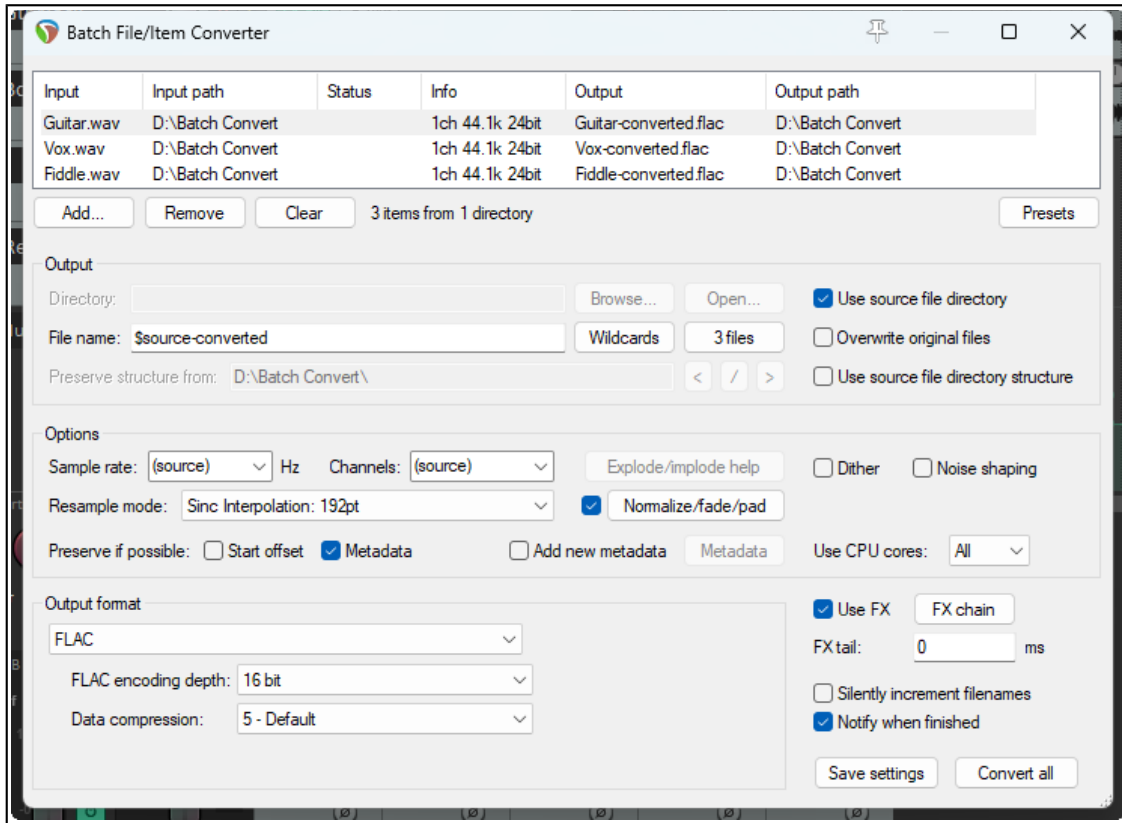 Batch File/Item Converter
Input Input path Status Info Output Output path
Guitar.wav D:\Batch Convert 1ch 44.1k 24bit Guitar-converted.flac D:\Batch Convert
Vox.wav D:\Batch Convert 1ch 44.1k 24bit Vox-converted.flac D:\Batch Convert
Fiddle.wav D:\Batch Convert 1ch 44.1k 24bit Fiddle-converted.flac D:\Batch Convert
Add... Remove Clear 3 items from 1 directory Presets
Output
Directory: Browse... Open... Use source file directory
File name: $source-converted Wildcards 3 files Overwrite original files
Preserve structure from: D:\Batch Convert\ < / > Use source file directory structure
Options
Sample rate: (source) Hz Channels: (source) Explode/implode help Dither Noise shaping
Resample mode: Sinc Interpolation: 192pt Normalize/fade/pad
Preserve if possible: Start offset Metadata Add new metadata Metadata Use CPU cores: All
Output format
FLAC
FLAC encoding depth: 16 bit
Data compression: 5 - Default
Use FX FX chain
FX tail: 0 ms
Silently increment filenames
Notify when finished
Save settings Convert all